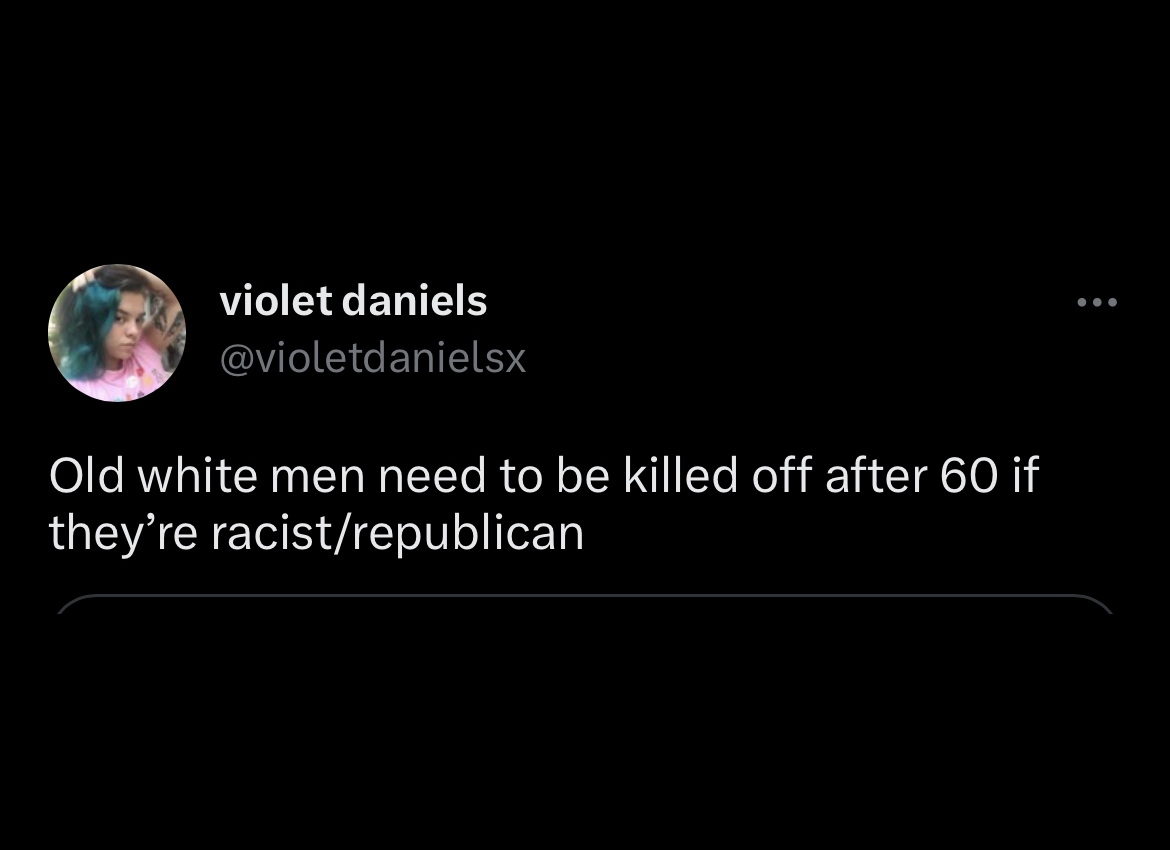 violet daniels
@violetdanielsx
Old white men need to be killed off after 60 if
they’re racist/republican